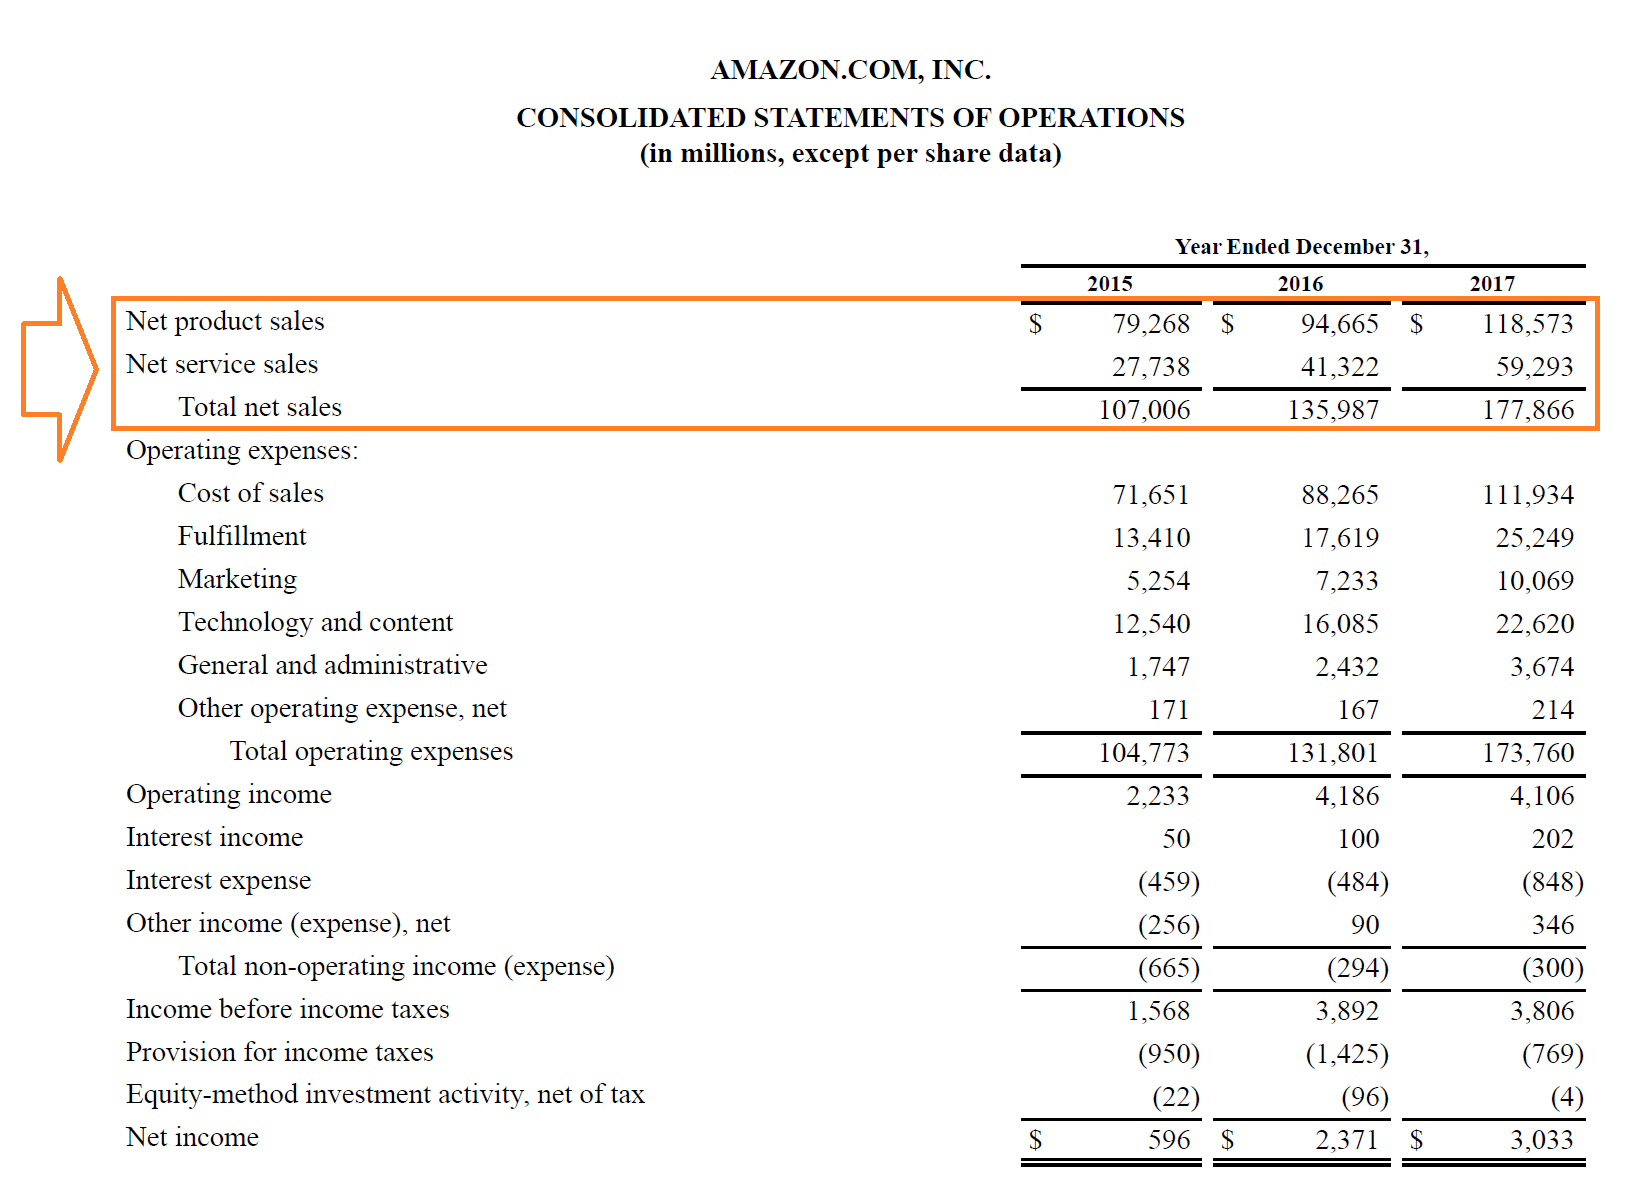 AMAZON.COM, INC.
CONSOLIDATED STATEMENTS OF OPERATIONS
(in millions, except per share data)
Year Ended December 31,
2015 2016 2017
Net product sales $ 79,268 $ 94,665 $ 118,573
Net service sales 27,738 41,322 59,293
Total net sales 107,006 135,987 177,866
Operating expenses:
Cost of sales 71,651 88,265 111,934
Fulfillment 13,410 17,619 25,249
Marketing 5,254 7,233 10,069
Technology and content 12,540 16,085 22,620
General and administrative 1,747 2,432 3,674
Other operating expense, net 171 167 214
Total operating expenses 104,773 131,801 173,760
Operating income 2,233 4,186 4,106
Interest income 50 100 202
Interest expense (459) (484) (848)
Other income (expense), net (256) 90 346
Total non-operating income (expense) (665) (294) (300)
Income before income taxes 1,568 3,892 3,806
Provision for income taxes (950) (1,425) (769)
Equity-method investment activity, net of tax (22) (96) (4)
Net income $ 596 $ 2,371 $ 3,033